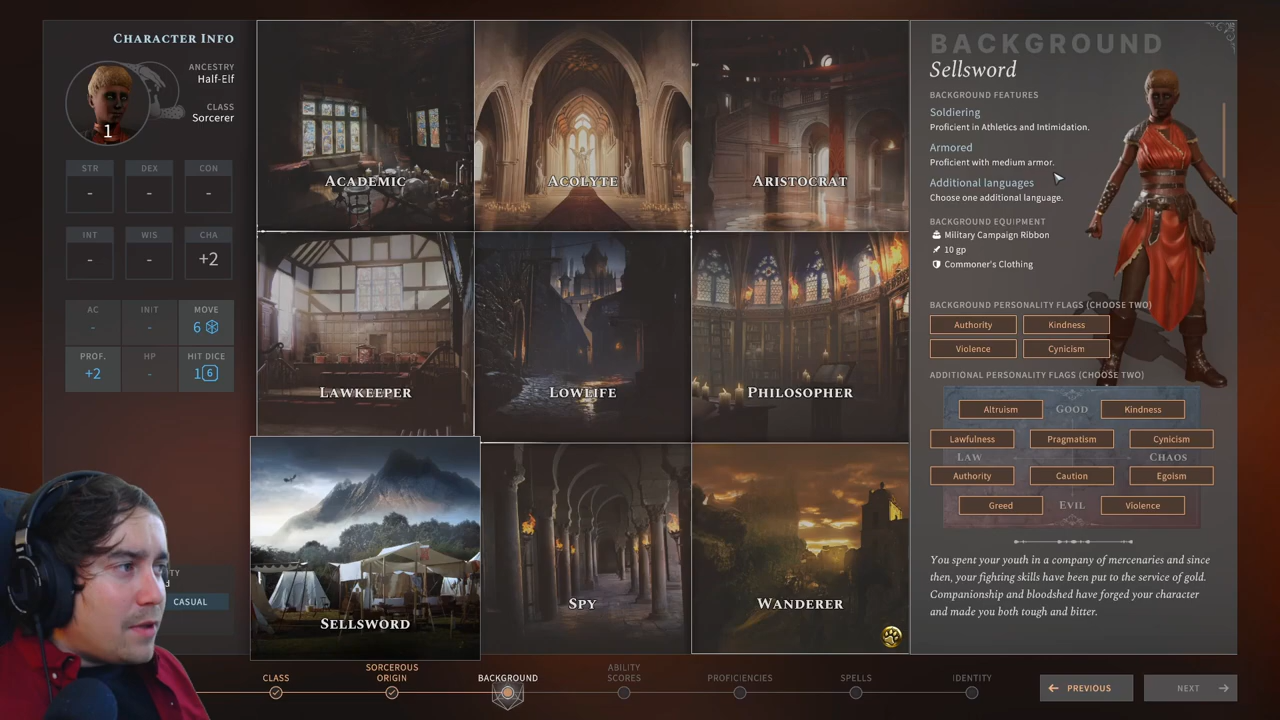 CHARACTER INFO
ANCESTRY
Half-Elf
CLASS
Sorcerer
1
STR
DEX
CON
-
-
-
INT
WIS
CHA
-
-
+2
AC
INIT
MOVE
-
-
6
PROF.
HP
HIT DICE
+2
-
1 6
CASUAL
ACADEMIC
ACOLYTE
ARISTOCRAT
LAWKEEPER
LOWLIFE
PHILOSOPHER
SELLSWORD
SPY
WANDERER
BACKGROUND
Sellsword
BACKGROUND FEATURES
Soldiering
Proficient in Athletics and Intimidation.
Armored
Proficient with medium armor.
Additional languages
Choose one additional language.
BACKGROUND EQUIPMENT
Military Campaign Ribbon
10 gp
Commoner's Clothing
BACKGROUND PERSONALITY FLAGS (CHOOSE TWO)
Authority
Kindness
Violence
Cynicism
ADDITIONAL PERSONALITY FLAGS (CHOOSE TWO)
Altruism
GOOD
Kindness
Lawfulness
Pragmatism
Cynicism
LAW
CHAOS
Authority
Caution
Egoism
Greed
EVIL
Violence
You spent your youth in a company of mercenaries and since
then, your fighting skills have been put to the service of gold.
Companionship and bloodshed have forged your character
and made you both tough and bitter.
CLASS
SORCEROUS
ORIGIN
BACKGROUND
ABILITY
SCORES
PROFICIENCIES
SPELLS
IDENTITY
PREVIOUS
NEXT